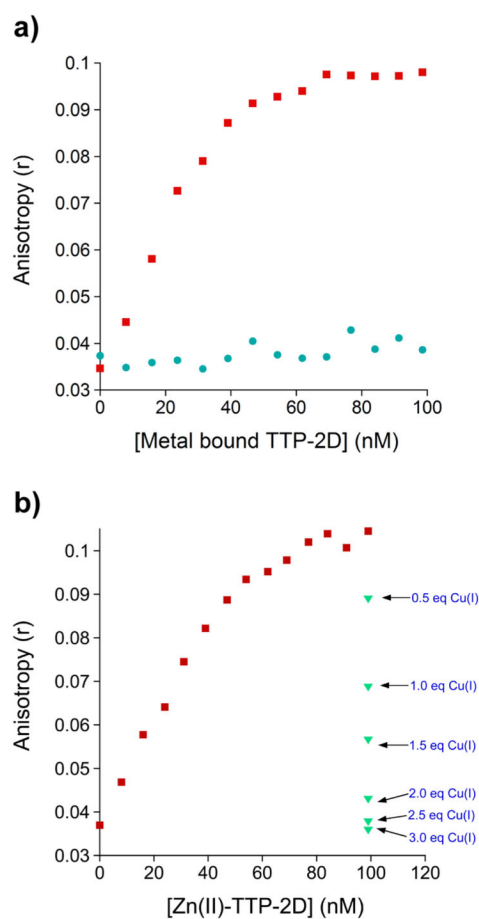 a)
0.1
0.09
0.08
0.07
0.06
0.05
0.04
0.03
Anisotropy (r)
0 20 40 60 80 100
[Metal bound TTP-2D] (nM)
b)
0.1
0.09
0.08
0.07
0.06
0.05
0.04
0.03
Anisotropy (r)
0.5 eq Cu(I)
1.0 eq Cu(I)
1.5 eq Cu(I)
2.0 eq Cu(I)
2.5 eq Cu(I)
3.0 eq Cu(I)
0 20 40 60 80 100 120
[Zn(II)-TTP-2D] (nM)